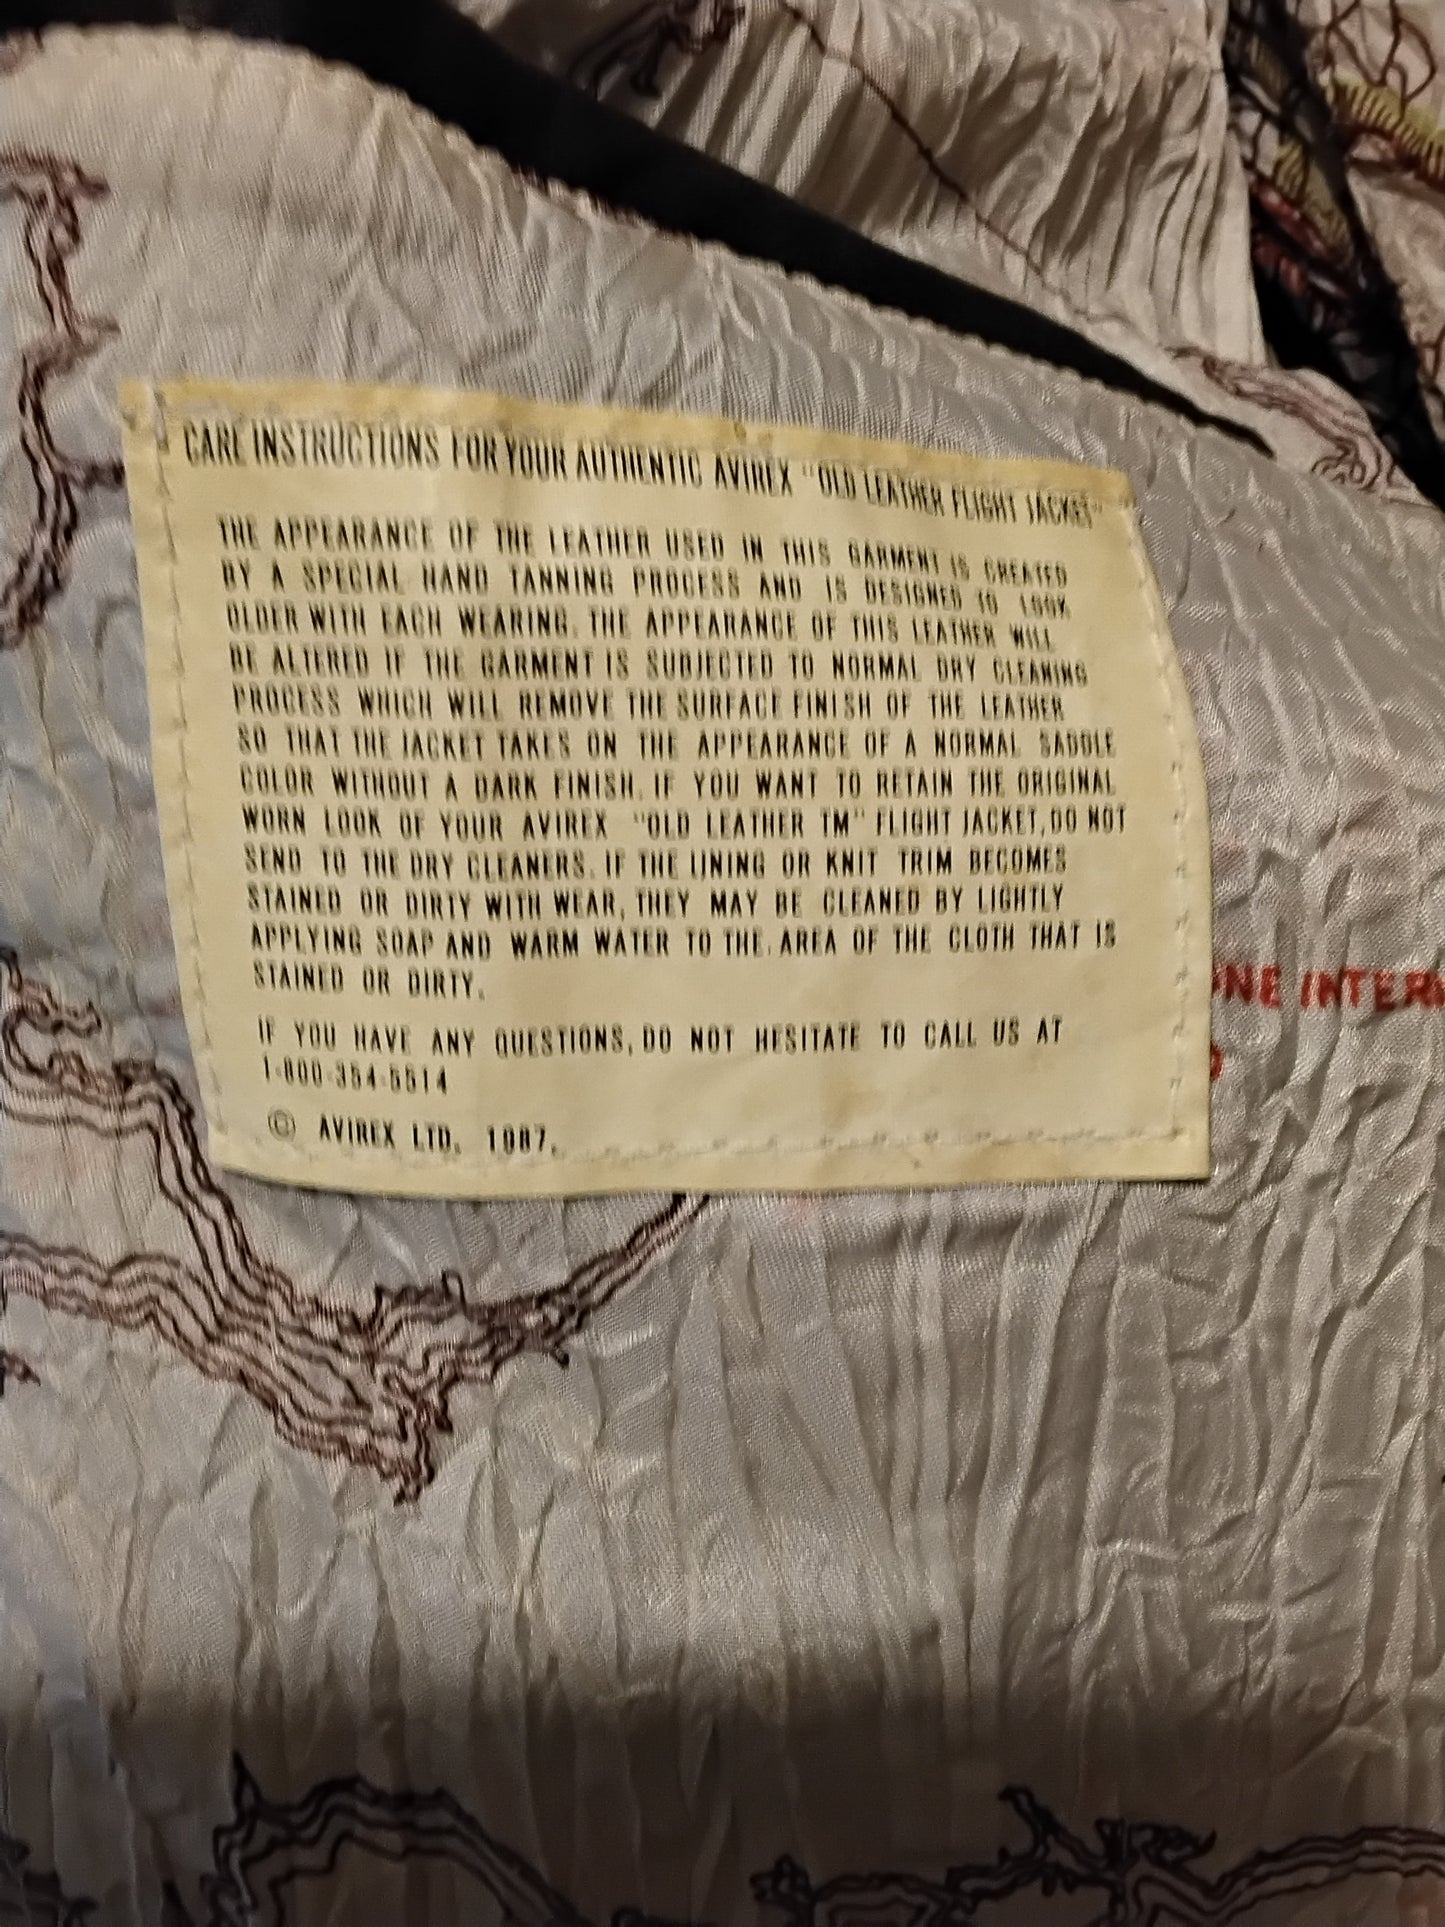 CARE INSTRUCTIONS FOR YOUR AUTHENTIC AVIREX "OLD LEATHER FLIGHT JACKET"
THE APPEARANCE OF THE LEATHER USED IN THIS GARMENT IS CREATED
BY A SPECIAL HAND TANNING PROCESS AND IS DESIGNED TO LOOK
OLDER WITH EACH WEARING. THE APPEARANCE OF THIS LEATHER WILL
BE ALTERED IF THE GARMENT IS SUBJECTED TO NORMAL DRY CLEANING
PROCESS WHICH WILL REMOVE THE SURFACE FINISH OF THE LEATHER
SO THAT THE JACKET TAKES ON THE APPEARANCE OF A NORMAL SADDLE
COLOR WITHOUT A DARK FINISH. IF YOU WANT TO RETAIN THE ORIGINAL
WORN LOOK OF YOUR AVIREX "OLD LEATHER TM" FLIGHT JACKET, DO NOT
SEND TO THE DRY CLEANERS. IF THE LINING OR KNIT TRIM BECOMES
STAINED OR DIRTY WITH WEAR, THEY MAY BE CLEANED BY LIGHTLY
APPLYING SOAP AND WARM WATER TO THE. AREA OF THE CLOTH THAT IS
STAINED OR DIRTY.
IF YOU HAVE ANY QUESTIONS, DO NOT HESITATE TO CALL US AT
1-800-354-5514
© AVIREX LTD. 1987.